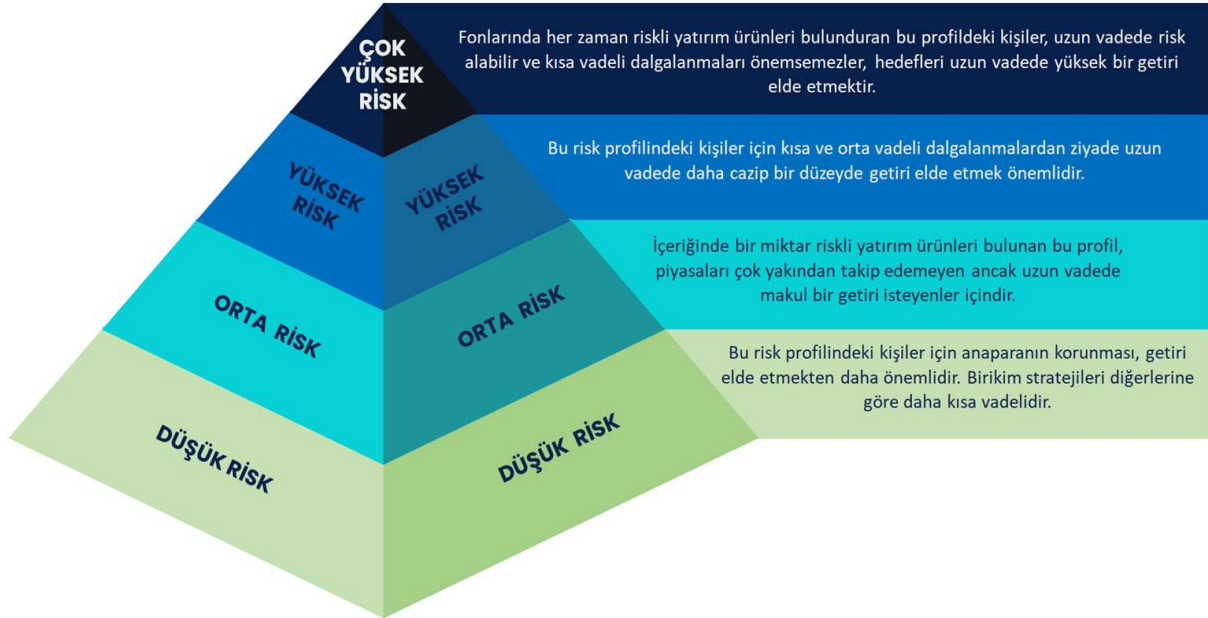 ÇOK
YÜKSEK
RİSK
Fonlarında her zaman riskli yatırım ürünleri bulunduran bu profildeki kişiler, uzun vadede risk
alabilir ve kısa vadeli dalgalanmaları önemsemezler, hedefleri uzun vadede yüksek bir getiri
elde etmektir.
YÜKSEK
RİSK
YÜKSEK
RİSK
Bu risk profilindeki kişiler için kısa ve orta vadeli dalgalanmalardan ziyade uzun
vadede daha cazip bir düzeyde getiri elde etmek önemlidir.
ORTA RİSK
ORTA RİSK
İçeriğinde bir miktar riskli yatırım ürünleri bulunan bu profil,
piyasaları çok yakından takip edemeyen ancak uzun vadede
makul bir getiri isteyenler içindir.
DÜŞÜK RİSK
DÜŞÜK RİSK
Bu risk profilindeki kişiler için anaparanın korunması, getiri
elde etmekten daha önemlidir. Birikim stratejileri diğerlerine
göre daha kısa vadelidir.